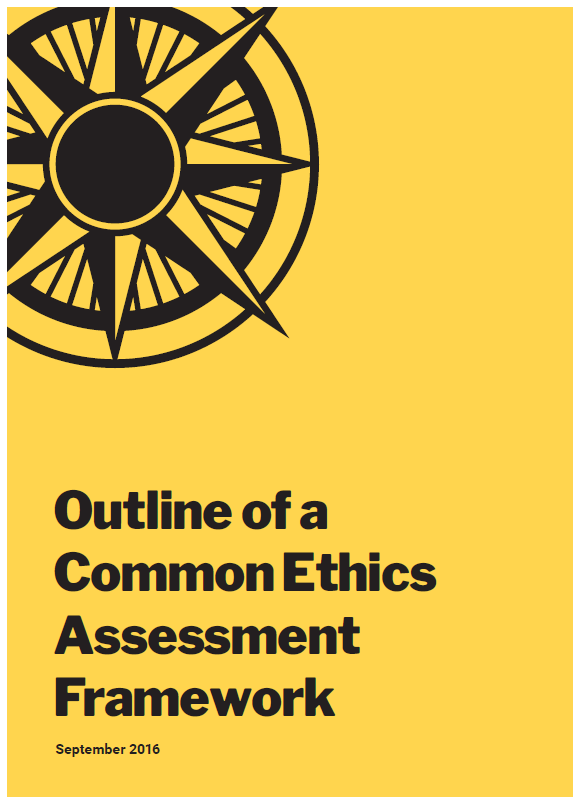 Outline of a
Common Ethics
Assessment
Framework
September 2016